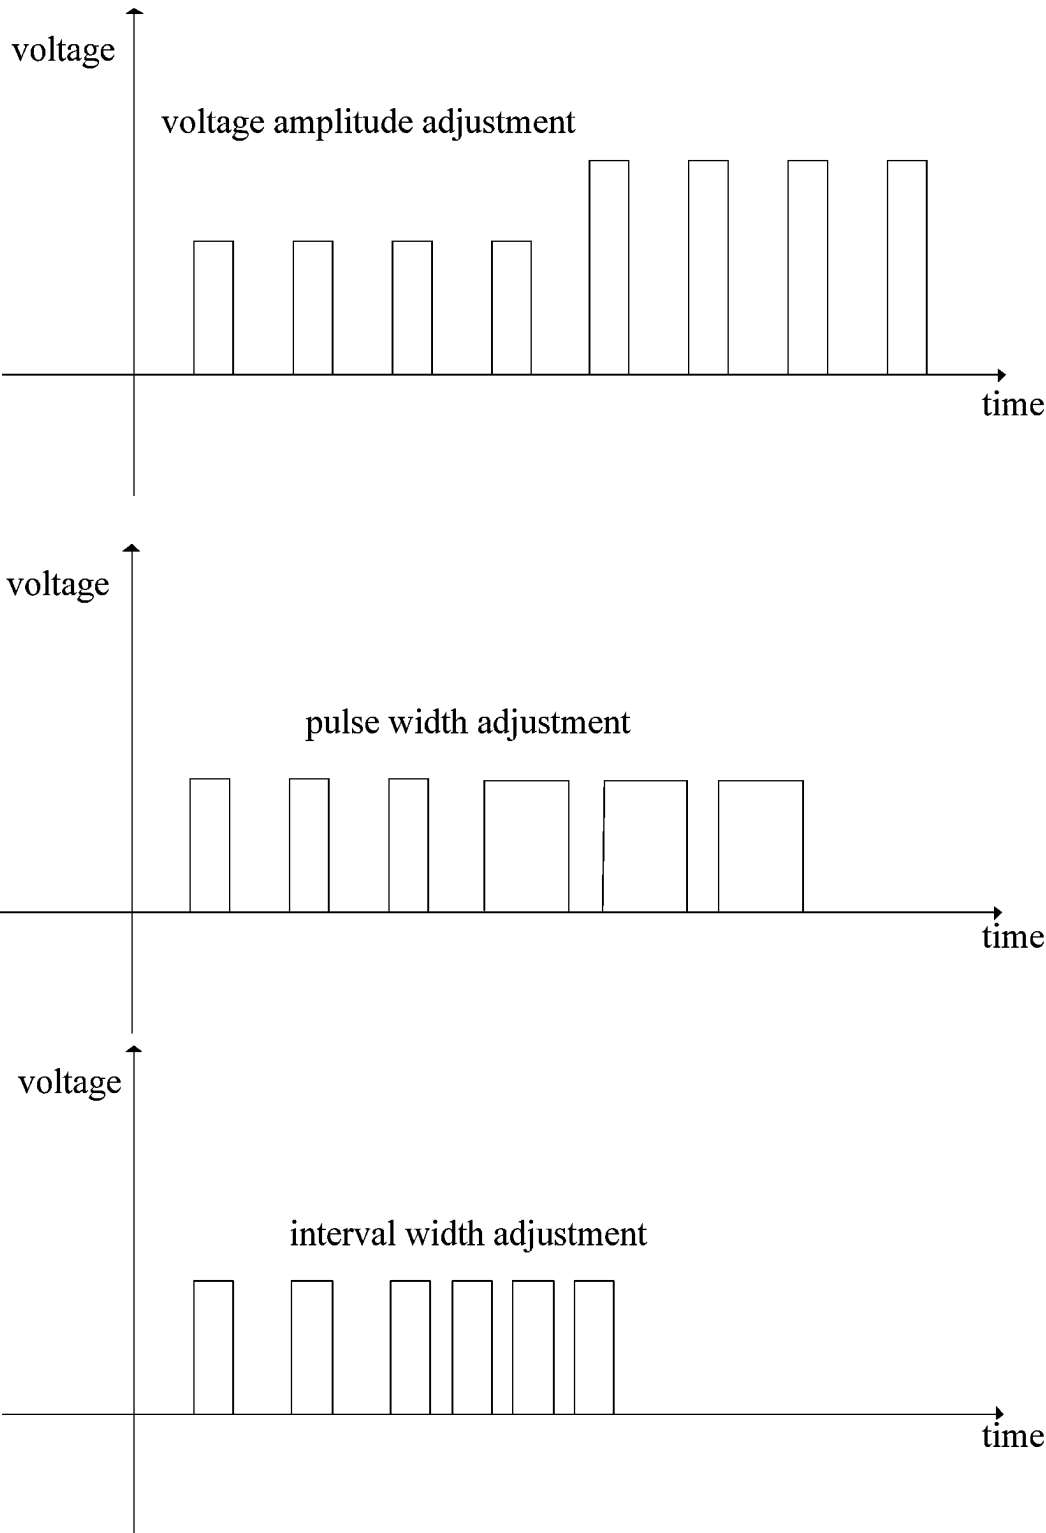 voltage
voltage amplitude adjustment
time
voltage
pulse width adjustment
time
voltage
interval width adjustment
time